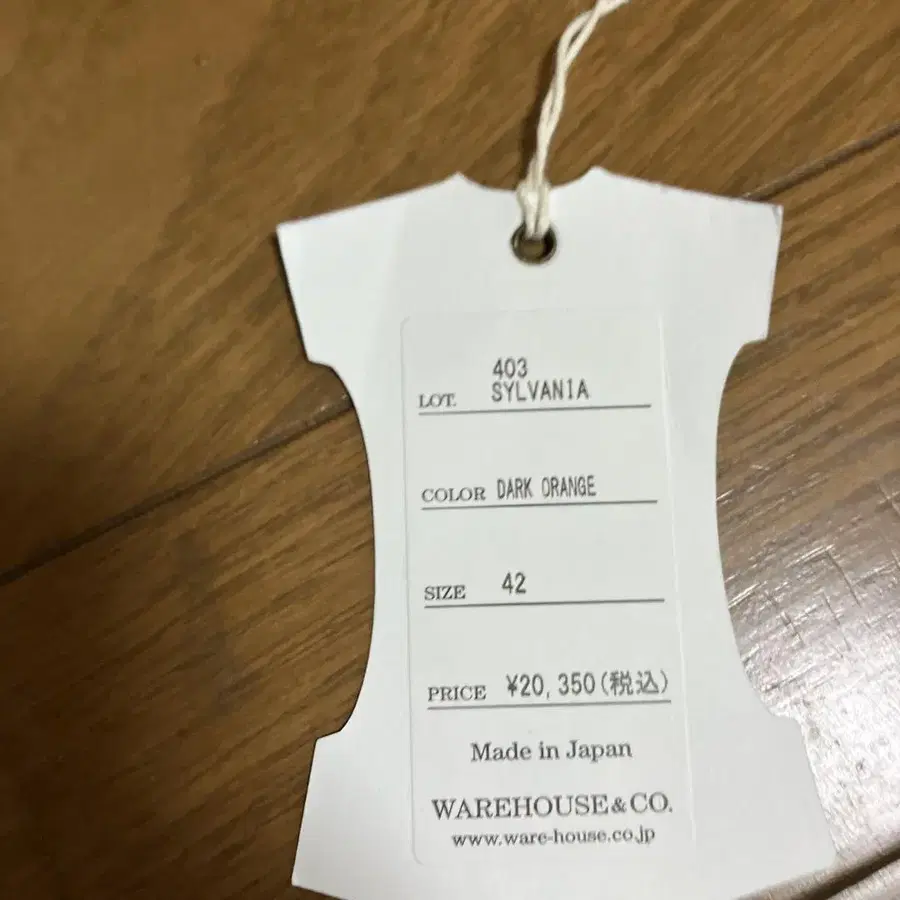 403
LOT. SYLVANIA
COLOR DARK ORANGE
SIZE 42
PRICE ¥20,350(税込)
Made in Japan
WAREHOUSE & CO.
www.ware-house.co.jp